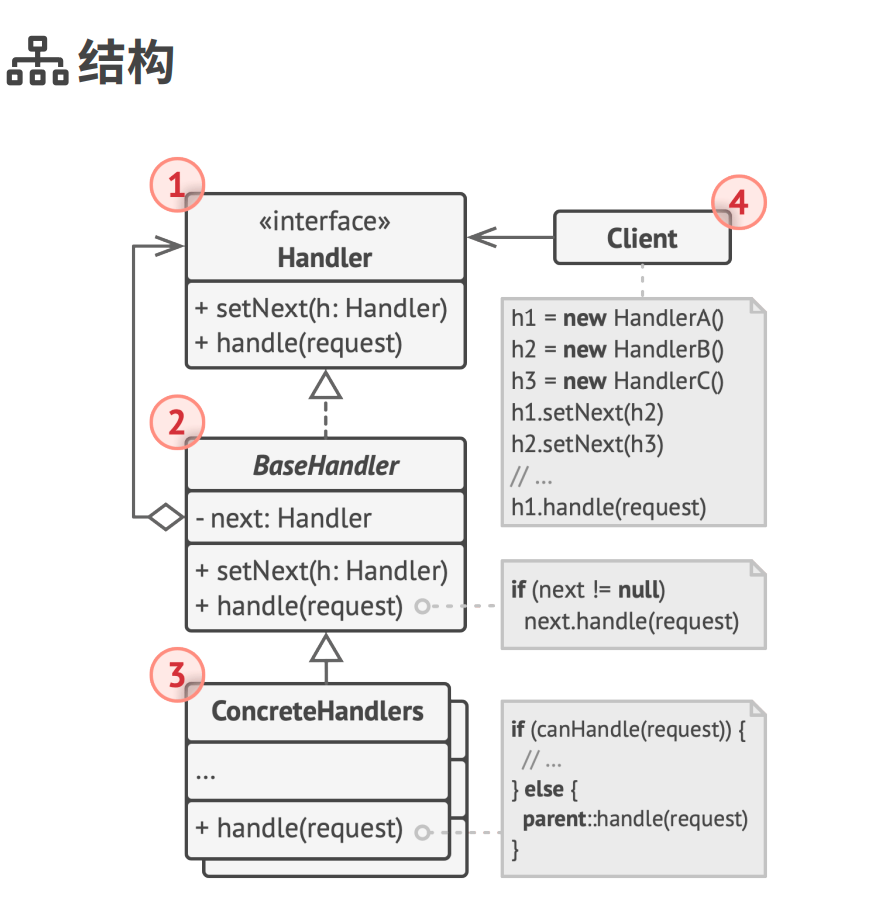 结构
1
«interface»
Handler
+ setNext(h: Handler)
+ handle(request)
4
Client
h1 = new HandlerA()
h2 = new HandlerB()
h3 = new HandlerC()
h1.setNext(h2)
h2.setNext(h3)
// ...
h1.handle(request)
2
BaseHandler
- next: Handler
+ setNext(h: Handler)
+ handle(request)
if (next != null)
next.handle(request)
3
ConcreteHandlers
...
+ handle(request)
if (canHandle(request)) {
// ...
} else {
parent::handle(request)
}